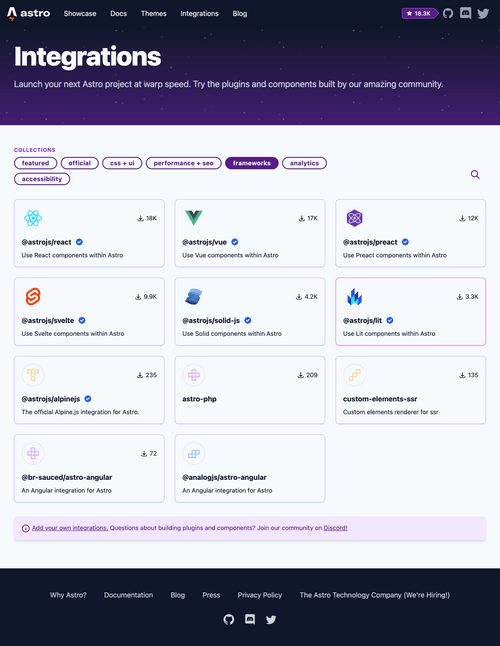 astro
Showcase
Docs
Themes
Integrations
Blog
★ 18.3K
Integrations
Launch your next Astro project at warp speed. Try the plugins and components built by our amazing community.
COLLECTIONS
featured
official
css + ui
performance + seo
frameworks
analytics
accessibility
18K
@astrojs/react
Use React components within Astro
17K
@astrojs/vue
Use Vue components within Astro
12K
@astrojs/preact
Use Preact components within Astro
9.9K
@astrojs/svelte
Use Svelte components within Astro
4.2K
@astrojs/solid-js
Use Solid components within Astro
3.3K
@astrojs/lit
Use Lit components within Astro
235
@astrojs/alpinejs
The official Alpine.js integration for Astro.
209
astro-php
135
custom-elements-ssr
Custom elements renderer for ssr
72
@br-sauced/astro-angular
An Angular integration for Astro
@analogjs/astro-angular
An Angular integration for Astro
Add your own integrations. Questions about building plugins and components? Join our community on Discord!
Why Astro?
Documentation
Blog
Press
Privacy Policy
The Astro Technology Company (We're Hiring!)